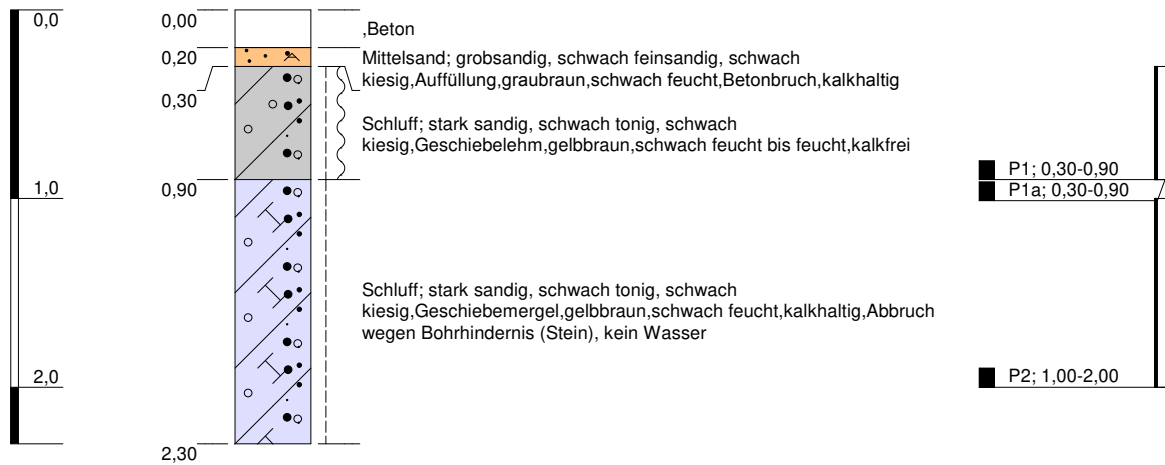 0,0
0,00
,Beton
0,20
Mittelsand; grobsandig, schwach feinsandig, schwach
kiesig,Auffüllung,graubraun,schwach feucht,Betonbruch,kalkhaltig
0,30
Schluff; stark sandig, schwach tonig, schwach
kiesig,Geschiebelehm,gelbbraun,schwach feucht bis feucht,kalkfrei
P1; 0,30-0,90
1,0
0,90
P1a; 0,30-0,90
Schluff; stark sandig, schwach tonig, schwach
kiesig,Geschiebemergel,gelbbraun,schwach feucht,kalkhaltig,Abbruch
wegen Bohrhindernis (Stein), kein Wasser
2,0
P2; 1,00-2,00
2,30